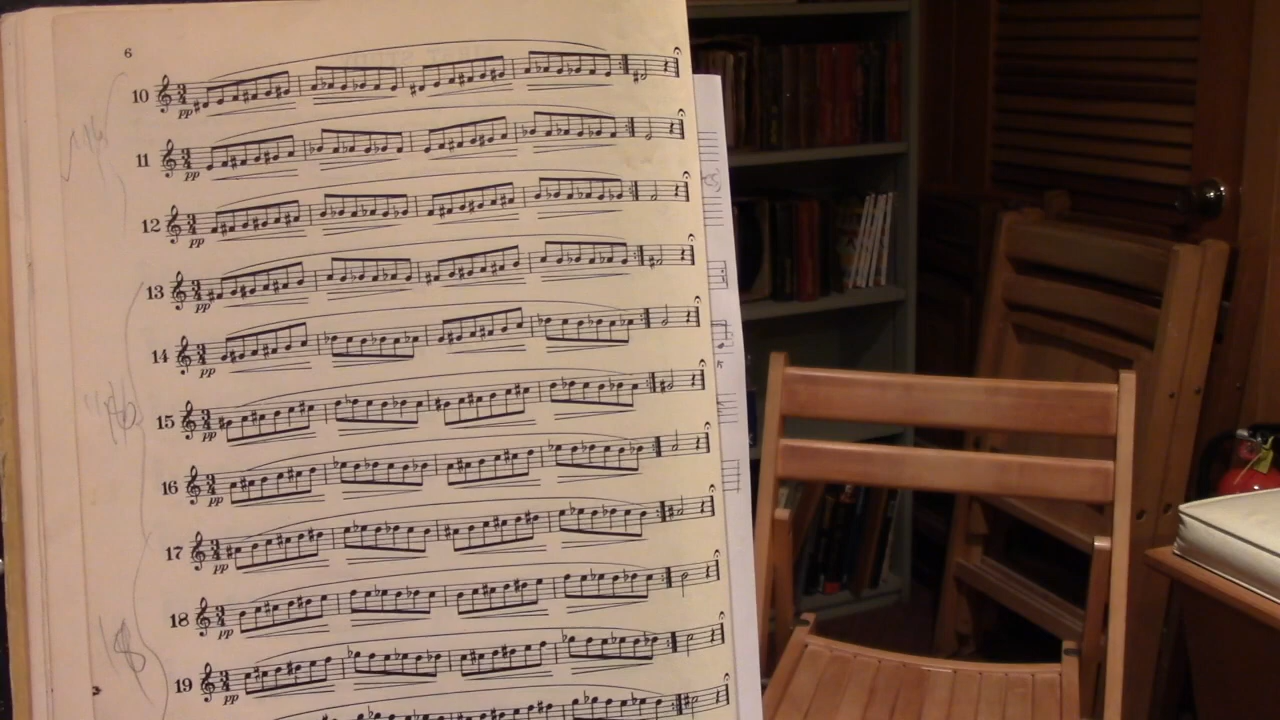 6
10 pp
11 pp
12 pp
13 pp
14 pp
15 pp
16 pp
17 pp
18 pp
19 pp